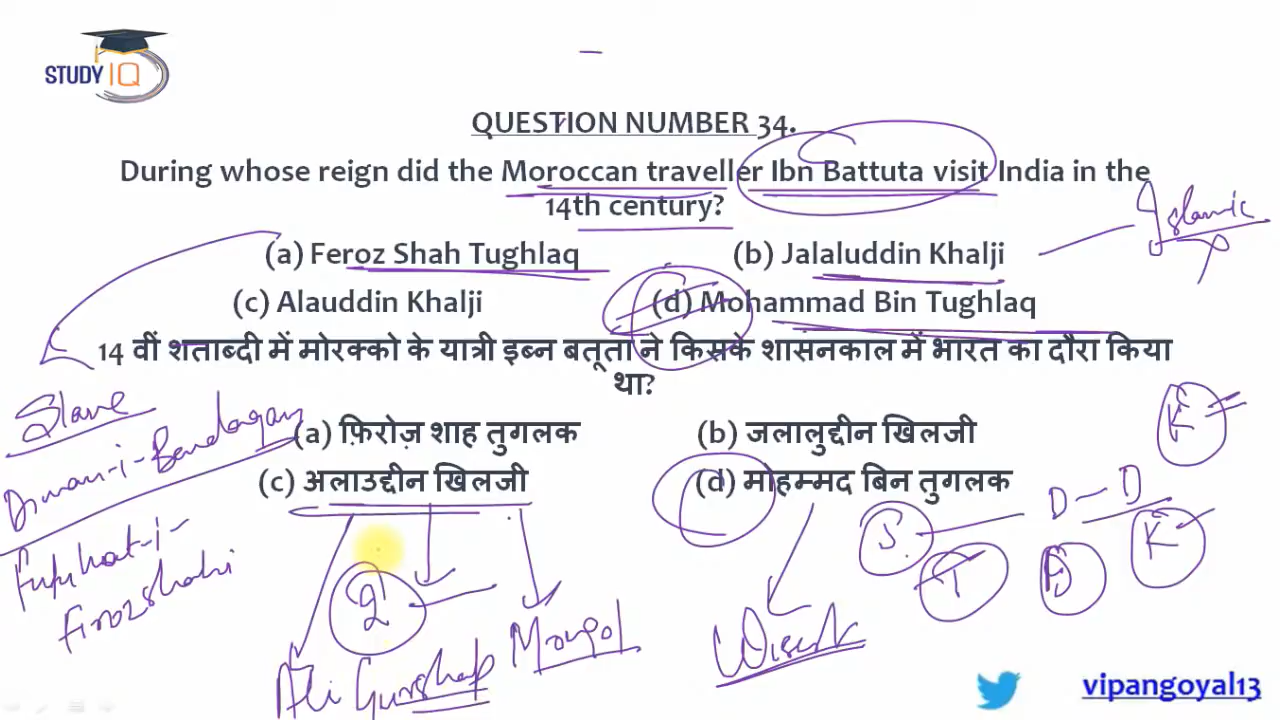 STUDY IQ
QUESTION NUMBER 34.
During whose reign did the Moroccan traveller Ibn Battuta visit India in the
14th century?
(a) Feroz Shah Tughlaq (b) Jalaluddin Khalji
(c) Alauddin Khalji (d) Mohammad Bin Tughlaq
Islamic
14 वीं शताब्दी में मोरक्को के यात्री इब्न बतूता ने किसके शासनकाल में भारत का दौरा किया
था?
(a) फ़िरोज़ शाह तुगलक (b) जलालुद्दीन खिलजी
(c) अलाउद्दीन खिलजी (d) मोहम्मद बिन तुगलक
Slave
Diwan-i-Bandagan
Firozshahi
2
Ali Gurshap
Mongol
K
D-D
S
T
K
vipangoyal13